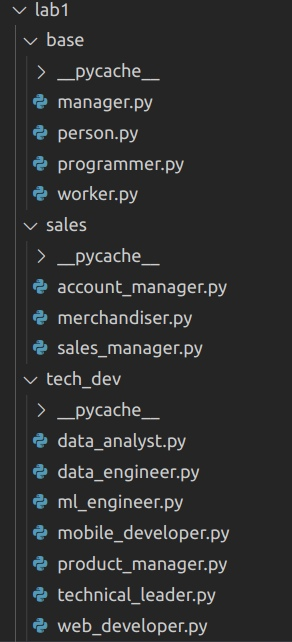 lab1
base
__pycache__
manager.py
person.py
programmer.py
worker.py
sales
__pycache__
account_manager.py
merchandiser.py
sales_manager.py
tech_dev
__pycache__
data_analyst.py
data_engineer.py
ml_engineer.py
mobile_developer.py
product_manager.py
technical_leader.py
web_developer.py